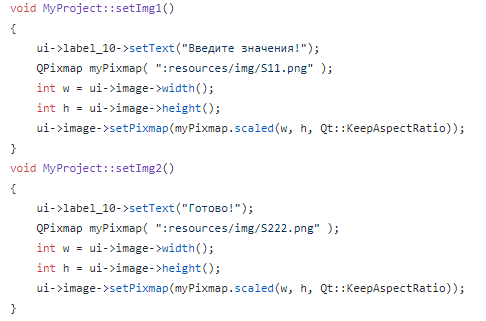 void MyProject::setImg1()
{
    ui->label_10->setText("Введите значения!");
    QPixmap myPixmap( ":resources/img/S11.png" );
    int w = ui->image->width();
    int h = ui->image->height();
    ui->image->setPixmap(myPixmap.scaled(w, h, Qt::KeepAspectRatio));
}
void MyProject::setImg2()
{
    ui->label_10->setText("Готово!");
    QPixmap myPixmap( ":resources/img/S222.png" );
    int w = ui->image->width();
    int h = ui->image->height();
    ui->image->setPixmap(myPixmap.scaled(w, h, Qt::KeepAspectRatio));
}